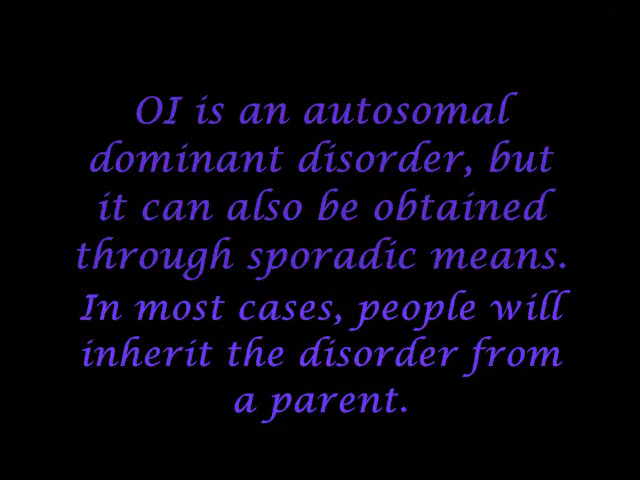 OI is an autosomal
dominant disorder, but
it can also be obtained
through sporadic means.
In most cases, people will
inherit the disorder from
a parent.